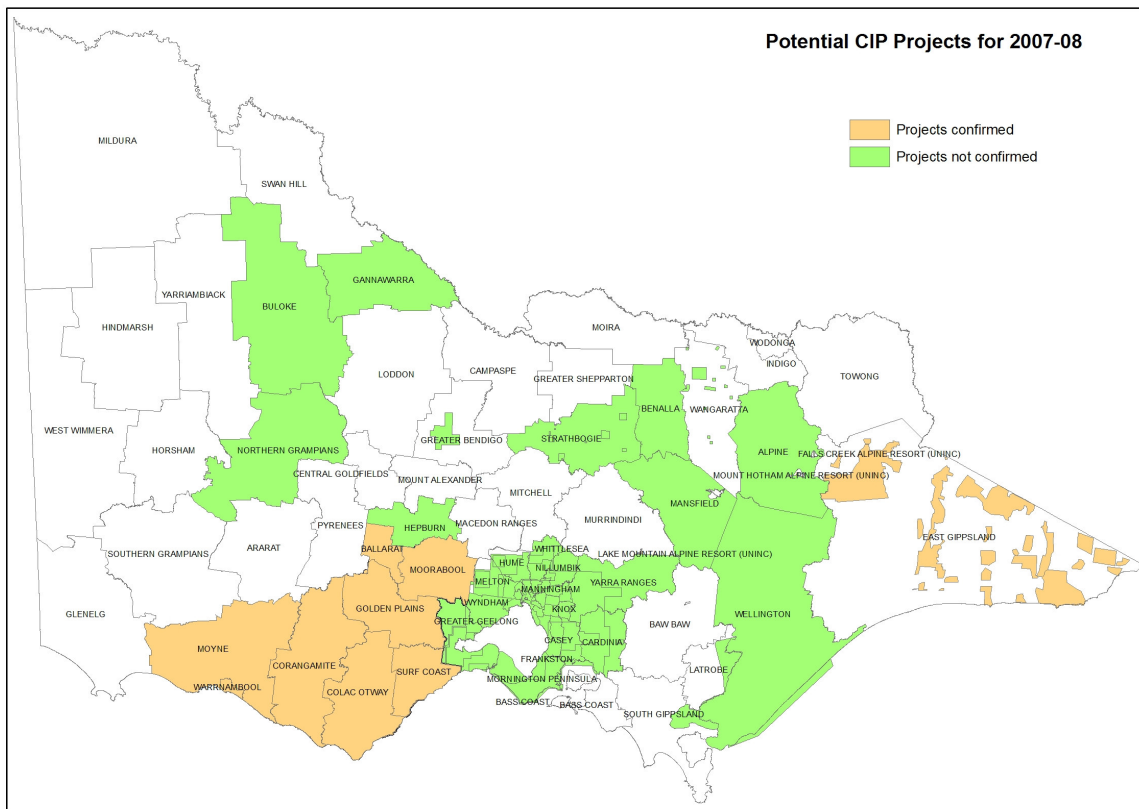 Potential CIP Projects for 2007-08
Projects confirmed
Projects not confirmed
MILDURA
SWAN HILL
GANNAWARRA
YARRIAMBIACK
BULOKE
HINDMARSH
MOIRA
WODONGA
INDIGO
TOWONG
LODDON
CAMPASPE
GREATER SHEPPARTON
BENALLA
WANGARATTA
WEST WIMMERA
HORSHAM
NORTHERN GRAMPIANS
GREATER BENDIGO
STRATHBOGIE
ALPINE
FALLS CREEK ALPINE RESORT (UNINC)
CENTRAL GOLDFIELDS
MOUNT ALEXANDER
MOUNT HOTHAM ALPINE RESORT (UNINC)
MITCHELL
MANSFIELD
PYRENEES
HEPBURN
MACEDON RANGES
MURRINDINDI
EAST GIPPSLAND
SOUTHERN GRAMPIANS
ARARAT
BALLARAT
WHITTLESEA
LAKE MOUNTAIN ALPINE RESORT (UNINC)
MOORABOOL
HUME
NILLUMBIK
MELTON
MANNINGHAM
YARRA RANGES
GLENELG
GOLDEN PLAINS
WYNDHAM
KNOX
WELLINGTON
GREATER GEELONG
BAW BAW
MOYNE
CASEY
CARDINIA
CORANGAMITE
FRANKSTON
SURF COAST
LATROBE
WARRNAMBOOL
COLAC OTWAY
MORNINGTON PENINSULA
BASS COAST
BASS COAST
SOUTH GIPPSLAND